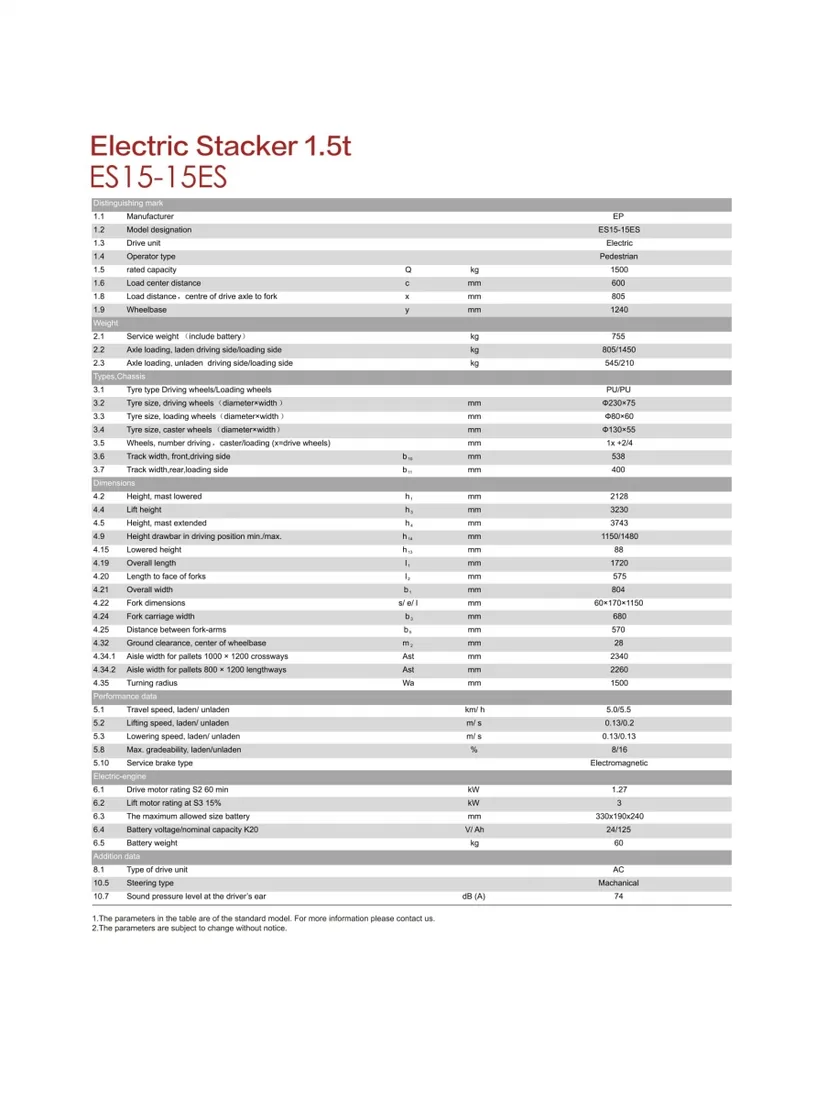 Electric Stacker 1.5t
ES15-15ES
Distinguishing mark
1.1 Manufacturer EP
1.2 Model designation ES15-15ES
1.3 Drive unit Electric
1.4 Operator type Pedestrian
1.5 rated capacity Q kg 1500
1.6 Load center distance c mm 600
1.8 Load distance，centre of drive axle to fork x mm 805
1.9 Wheelbase y mm 1240
Weight
2.1 Service weight （include battery） kg 755
2.2 Axle loading, laden driving side/loading side kg 805/1450
2.3 Axle loading, unladen driving side/loading side kg 545/210
Types,Chassis
3.1 Tyre type Driving wheels/Loading wheels PU/PU
3.2 Tyre size, driving wheels（diameter×width） mm Φ230×75
3.3 Tyre size, loading wheels（diameter×width） mm Φ80×60
3.4 Tyre size, caster wheels（diameter×width） mm Φ130×55
3.5 Wheels, number driving，caster/loading (x=drive wheels) mm 1x +2/4
3.6 Track width, front,driving side b10 mm 538
3.7 Track width,rear,loading side b11 mm 400
Dimensions
4.2 Height, mast lowered h1 mm 2128
4.4 Lift height h3 mm 3230
4.5 Height, mast extended h4 mm 3743
4.9 Height drawbar in driving position min./max. h14 mm 1150/1480
4.15 Lowered height h13 mm 88
4.19 Overall length l1 mm 1720
4.20 Length to face of forks l2 mm 575
4.21 Overall width b1 mm 804
4.22 Fork dimensions s/ e/ l mm 60×170×1150
4.24 Fork carriage width b3 mm 680
4.25 Distance between fork-arms b5 mm 570
4.32 Ground clearance, center of wheelbase m2 mm 28
4.34.1 Aisle width for pallets 1000 × 1200 crossways Ast mm 2340
4.34.2 Aisle width for pallets 800 × 1200 lengthways Ast mm 2260
4.35 Turning radius Wa mm 1500
Performance data
5.1 Travel speed, laden/ unladen km/ h 5.0/5.5
5.2 Lifting speed, laden/ unladen m/ s 0.13/0.2
5.3 Lowering speed, laden/ unladen m/ s 0.13/0.13
5.8 Max. gradeability, laden/unladen % 8/16
5.10 Service brake type Electromagnetic
Electric-engine
6.1 Drive motor rating S2 60 min kW 1.27
6.2 Lift motor rating at S3 15% kW 3
6.3 The maximum allowed size battery mm 330x190x240
6.4 Battery voltage/nominal capacity K20 V/ Ah 24/125
6.5 Battery weight kg 60
Addition data
8.1 Type of drive unit AC
10.5 Steering type Machanical
10.7 Sound pressure level at the driver's ear dB (A) 74
1.The parameters in the table are of the standard model. For more information please contact us.
2.The parameters are subject to change without notice.